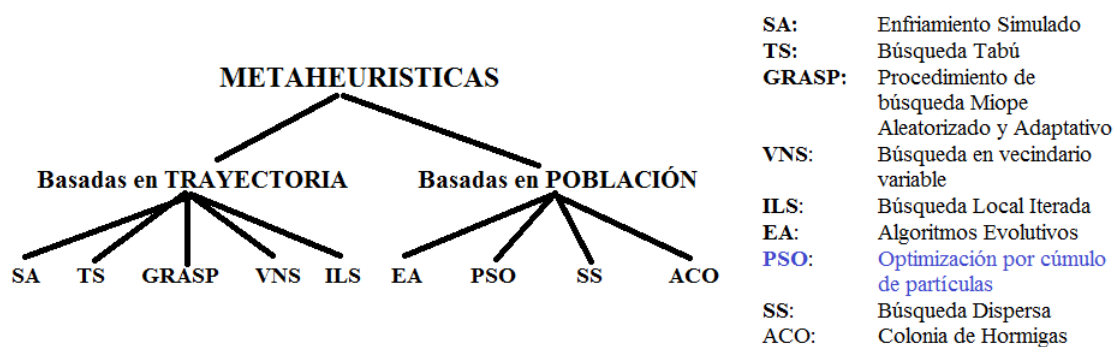 METAHEURISTICAS
Basadas en TRAYECTORIA Basadas en POBLACIÓN
SA TS GRASP VNS ILS EA PSO SS ACO
SA: Enfriamiento Simulado
TS: Búsqueda Tabú
GRASP: Procedimiento de
búsqueda Miope
Aleatorizado y Adaptativo
VNS: Búsqueda en vecindario
variable
ILS: Búsqueda Local Iterada
EA: Algoritmos Evolutivos
PSO: Optimización por cúmulo
de partículas
SS: Búsqueda Dispersa
ACO: Colonia de Hormigas